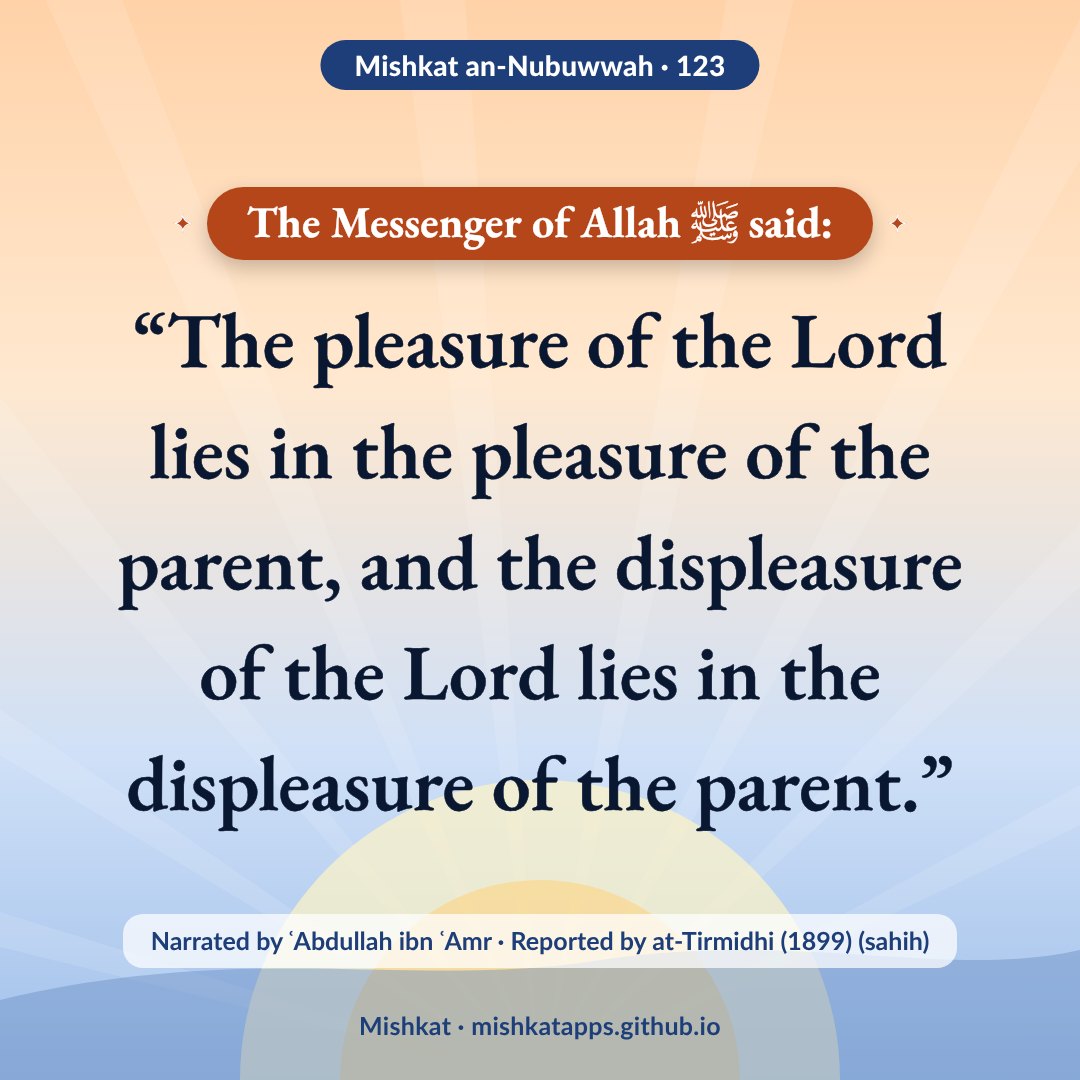 Mishkat an-Nubuwwah · 123
The Messenger of Allah ﷺ said:
“The pleasure of the Lord
lies in the pleasure of the
parent, and the displeasure
of the Lord lies in the
displeasure of the parent.”
Narrated by ʿAbdullah ibn ʿAmr · Reported by at-Tirmidhi (1899) (sahih)
Mishkat · mishkatapps.github.io